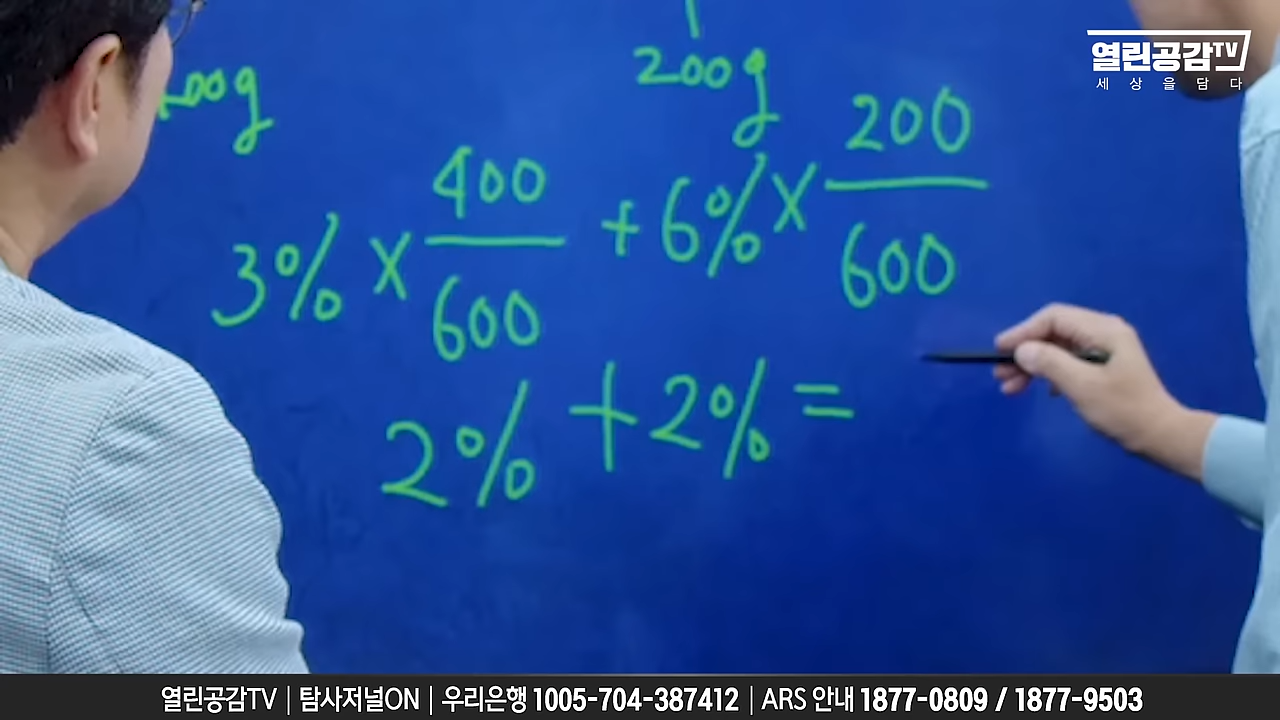 열린공감TV
세상을담다
200g
400 200
3% × — + 6% × —
600 600
2% + 2% =
열린공감TV | 탐사저널ON | 우리은행 1005-704-387412 | ARS 안내 1877-0809 / 1877-9503